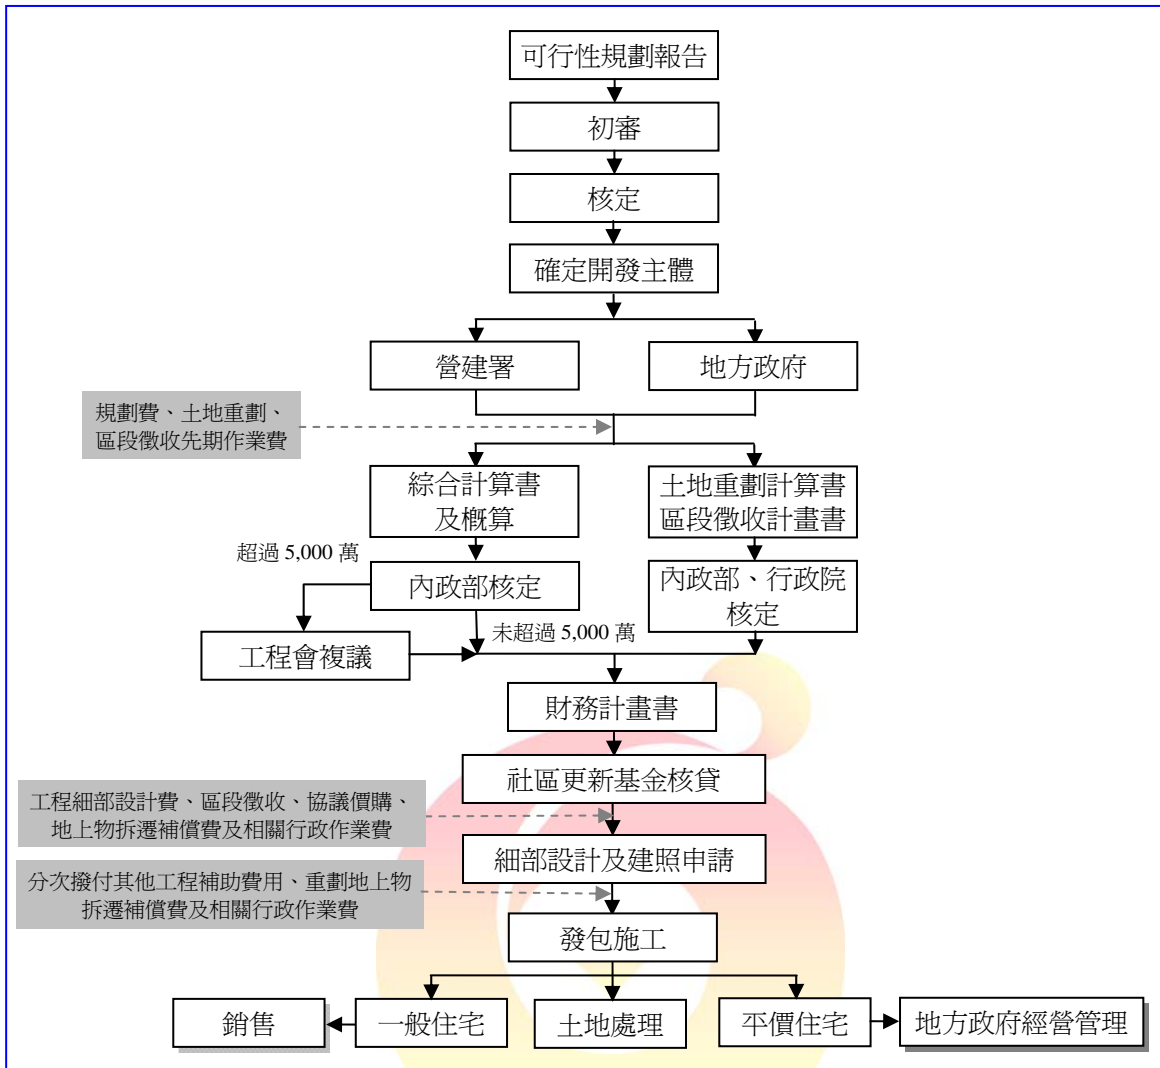 可行性規劃報告
初審
核定
確定開發主體
營建署
地方政府
規劃費、土地重劃、
區段徵收先期作業費
綜合計算書
及概算
土地重劃計算書
區段徵收計畫書
超過 5,000 萬
內政部核定
內政部、行政院
核定
未超過 5,000 萬
工程會複議
財務計畫書
社區更新基金核貸
工程細部設計費、區段徵收、協議價購、
地上物拆遷補償費及相關行政作業費
細部設計及建照申請
分次撥付其他工程補助費用、重劃地上物
拆遷補償費及相關行政作業費
發包施工
銷售
一般住宅
土地處理
平價住宅
地方政府經營管理